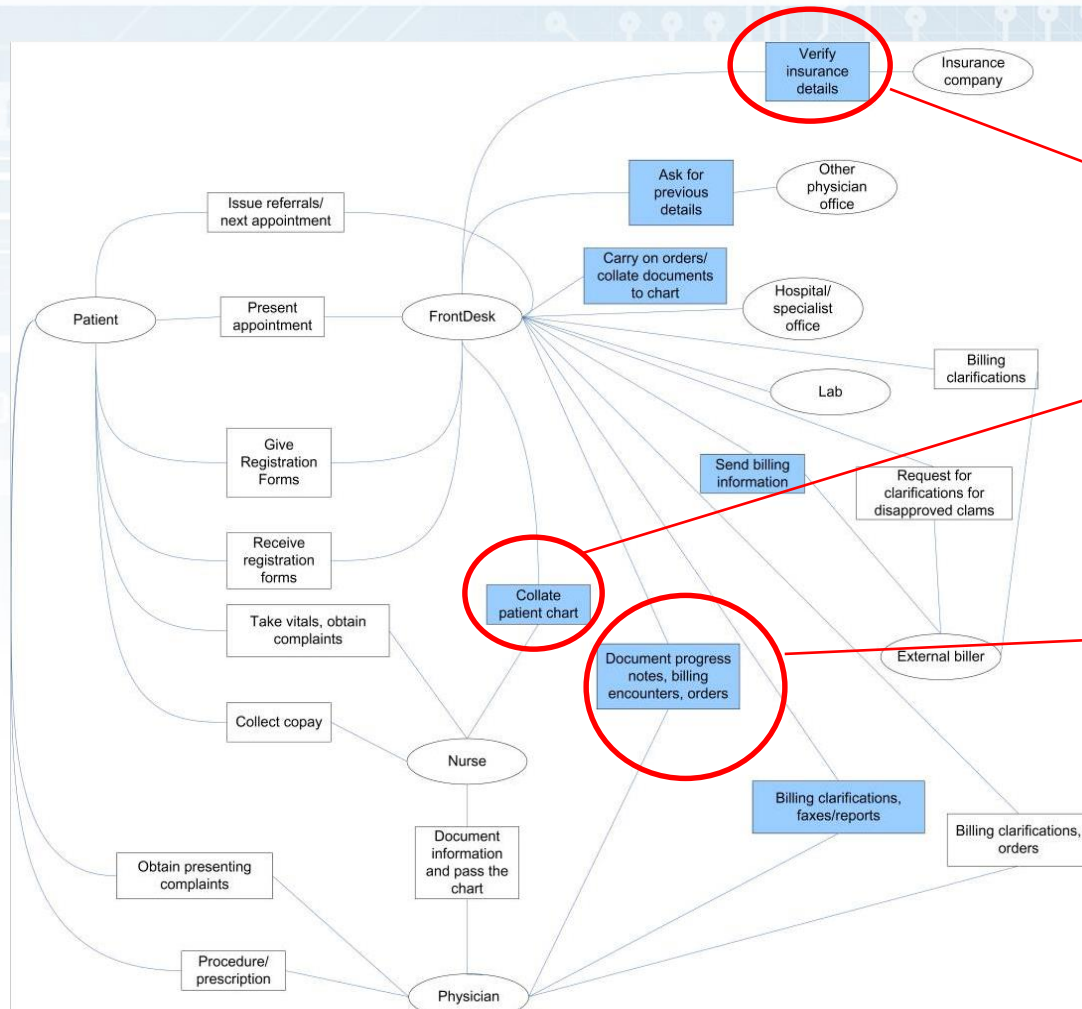 Verify
insurance
details
Insurance
company
Ask for
previous
details
Other
physician
office
Issue referrals/
next appointment
Carry on orders/
collate documents
to chart
Patient
Present
appointment
FrontDesk
Hospital/
specialist
office
Billing
clarifications
Lab
Give
Registration
Forms
Send billing
information
Request for
clarifications for
disapproved clams
Receive
registration
forms
Collate
patient chart
Take vitals, obtain
complaints
Document progress
notes, billing
encounters, orders
External biller
Collect copay
Nurse
Billing clarifications,
faxes/reports
Document
information
and pass the
chart
Billing clarifications,
orders
Obtain presenting
complaints
Procedure/
prescription
Physician